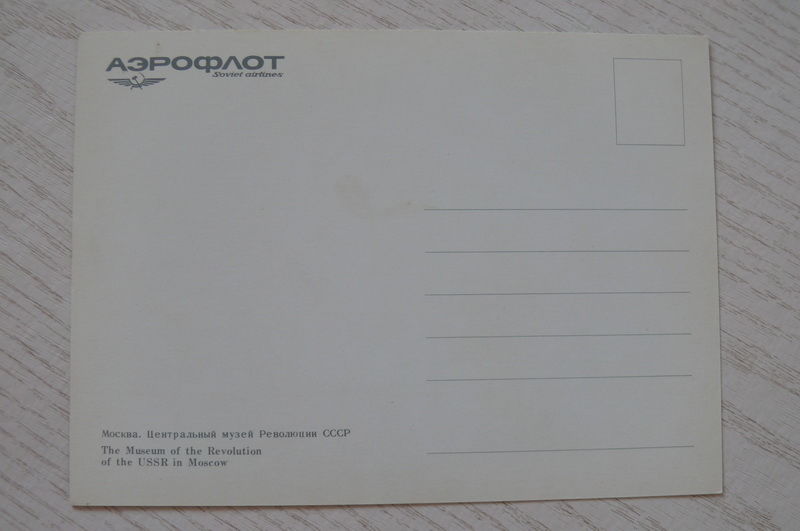 АЭРОФЛОТ
Soviet airlines
Москва. Центральный музей Революции СССР
The Museum of the Revolution
of the USSR in Moscow